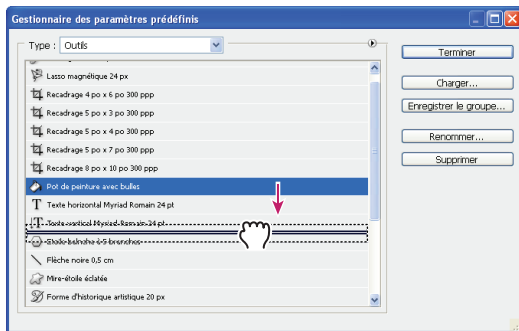 Gestionnaire des paramètres prédéfinis
Type : Outils
Terminer
Charger...
Enregistrer le groupe...
Renommer...
Supprimer
Lasso magnétique 24 px
Recadrage 4 po x 6 po 300 ppp
Recadrage 5 po x 3 po 300 ppp
Recadrage 5 po x 4 po 300 ppp
Recadrage 5 po x 7 po 300 ppp
Recadrage 8 po x 10 po 300 ppp
Pot de peinture avec bulles
Texte horizontal Myriad Romain 24 pt
Texte vertical Myriad Romain 24 pt
à 5 branches
Flèche noire 0,5 cm
Mire-étoile éclatée
Forme d'historique artistique 20 px